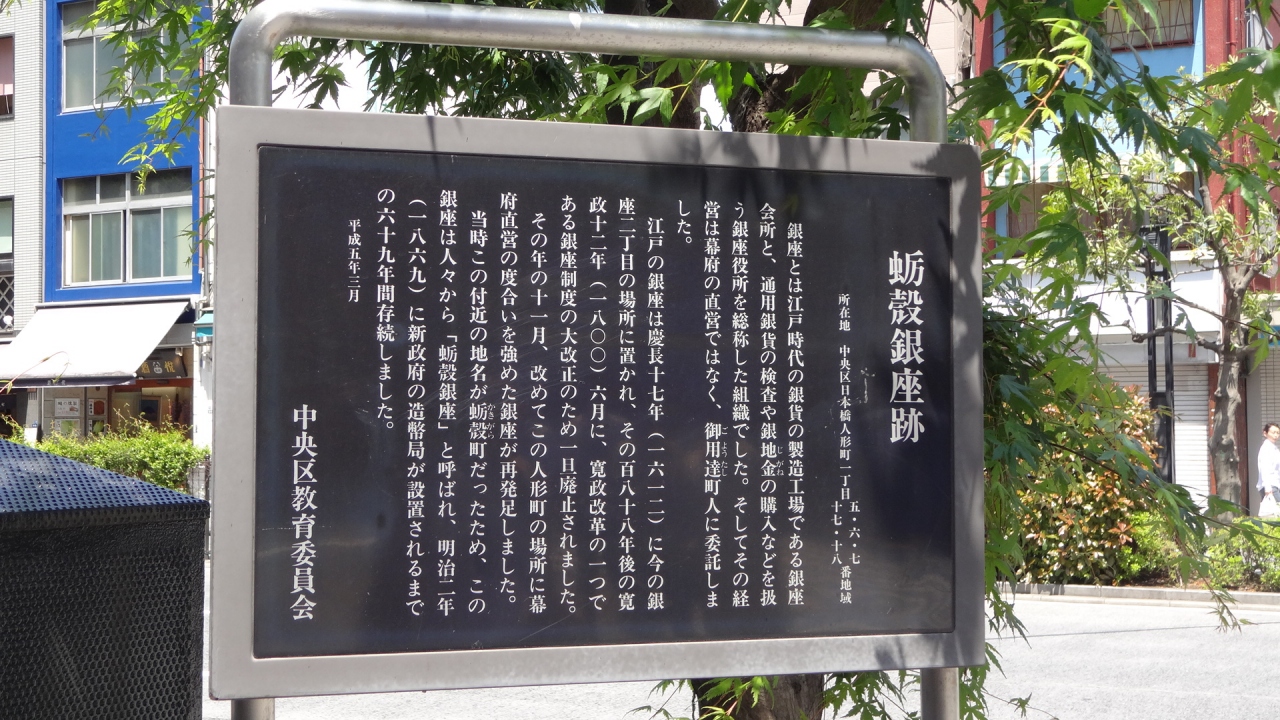 蛎殻銀座跡
所在地 中央区日本橋人形町一丁目 五・六・七 十七・十八 番地域
銀座とは江戸時代の銀貨の製造工場である銀座
会所と、通用銀貨の検査や銀地金の購入などを扱
う銀座役所を総称した組織でした。そしてその経
営は幕府の直営ではなく、御用達町人に委託しま
した。
江戸の銀座は慶長十七年（一六一二）に今の銀
座二丁目の場所に置かれ、その百八十八年後の寛
政十二年（一八〇〇）六月に、寛政改革の一つで
ある銀座制度の大改正のため一旦廃止されました。
その年の十一月、改めてこの人形町の場所に幕
府直営の度合いを強めた銀座が再発足しました。
当時この付近の地名が蛎殻町だったため、この
銀座は人々から「蛎殻銀座」と呼ばれ、明治二年
（一八六九）に新政府の造幣局が設置されるまで
の六十九年間存続しました。
平成五年三月
中央区教育委員会